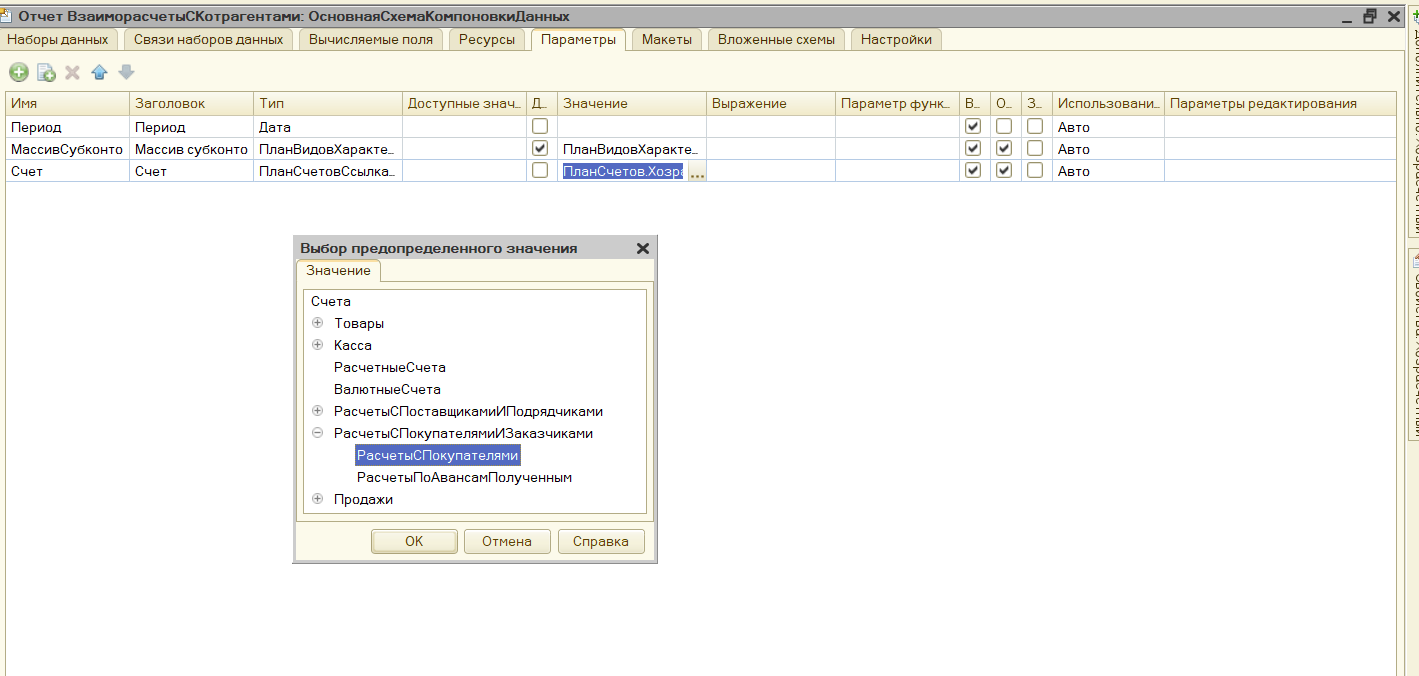 Отчет ВзаиморасчетыСКотрагентами: ОсновнаяСхемаКомпоновкиДанных
Наборы данных Связи наборов данных Вычисляемые поля Ресурсы Параметры Макеты Вложенные схемы Настройки
Имя Заголовок Тип Доступные знач... Д... Значение Выражение Параметр функ... В... О... З... Использовани... Параметры редактирования
Период Период Дата Авто
МассивСубконто Массив субконто ПланВидовХаракте... ПланВидовХаракте... Авто
Счет Счет ПланСчетовСсылка... ПланСчетов.Хозра ... Авто
Выбор предопределенного значения
Значение
Счета
Товары
Касса
РасчетныеСчета
ВалютныеСчета
РасчетыСПоставщикамиИПодрядчиками
РасчетыСПокупателямиИЗаказчиками
РасчетыСПокупателями
РасчетыПоАвансамПолученным
Продажи
OK Отмена Справка